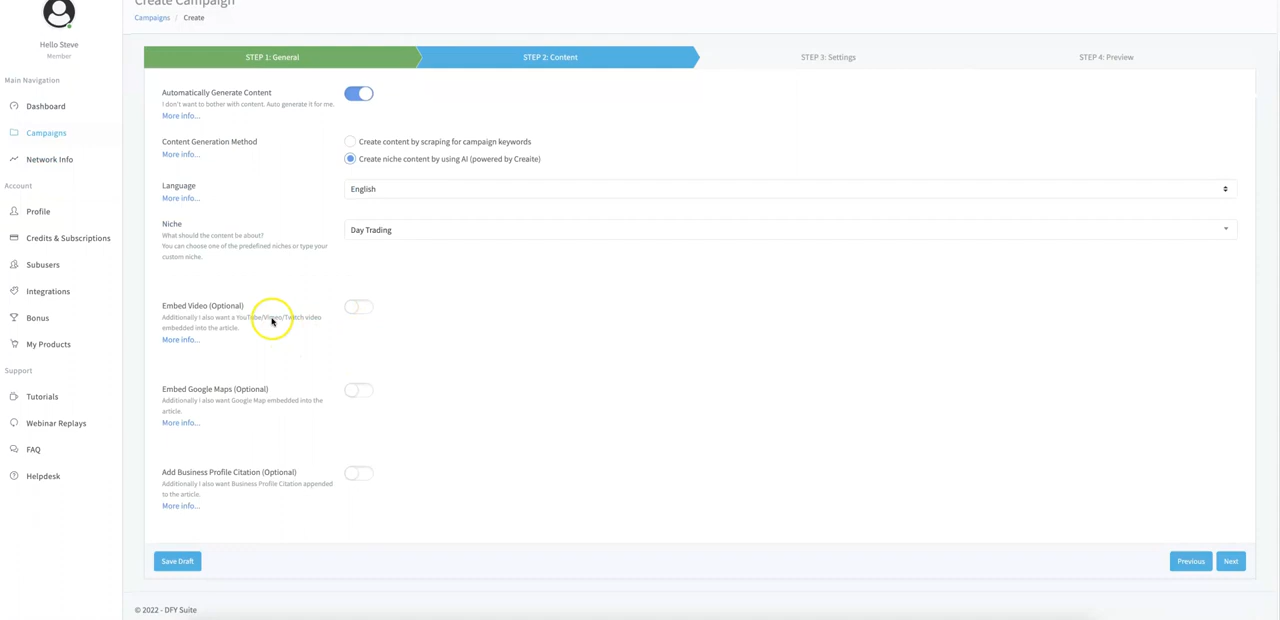 Create Campaign
Campaigns / Create
Hello Steve
Member
Main Navigation
Dashboard
Campaigns
Network Info
Account
Profile
Credits & Subscriptions
Subusers
Integrations
Bonus
My Products
Support
Tutorials
Webinar Replays
FAQ
Helpdesk
STEP 1: General
STEP 2: Content
STEP 3: Settings
STEP 4: Preview
Automatically Generate Content
I don't want to bother with content. Auto generate it for me.
More info...
Content Generation Method
More info...
Create content by scraping for campaign keywords
Create niche content by using AI (powered by Creaite)
Language
More info...
English
Niche
What should the content be about?
You can choose one of the predefined niches or type your
custom niche.
Day Trading
Embed Video (Optional)
Additionally I also want a YouTube/Vimeo/Twitch video
embedded into the article.
More info...
Embed Google Maps (Optional)
Additionally I also want Google Map embedded into the
article.
More info...
Add Business Profile Citation (Optional)
Additionally I also want Business Profile Citation appended
to the article.
More info...
Save Draft
Previous
Next
© 2022 - DFY Suite